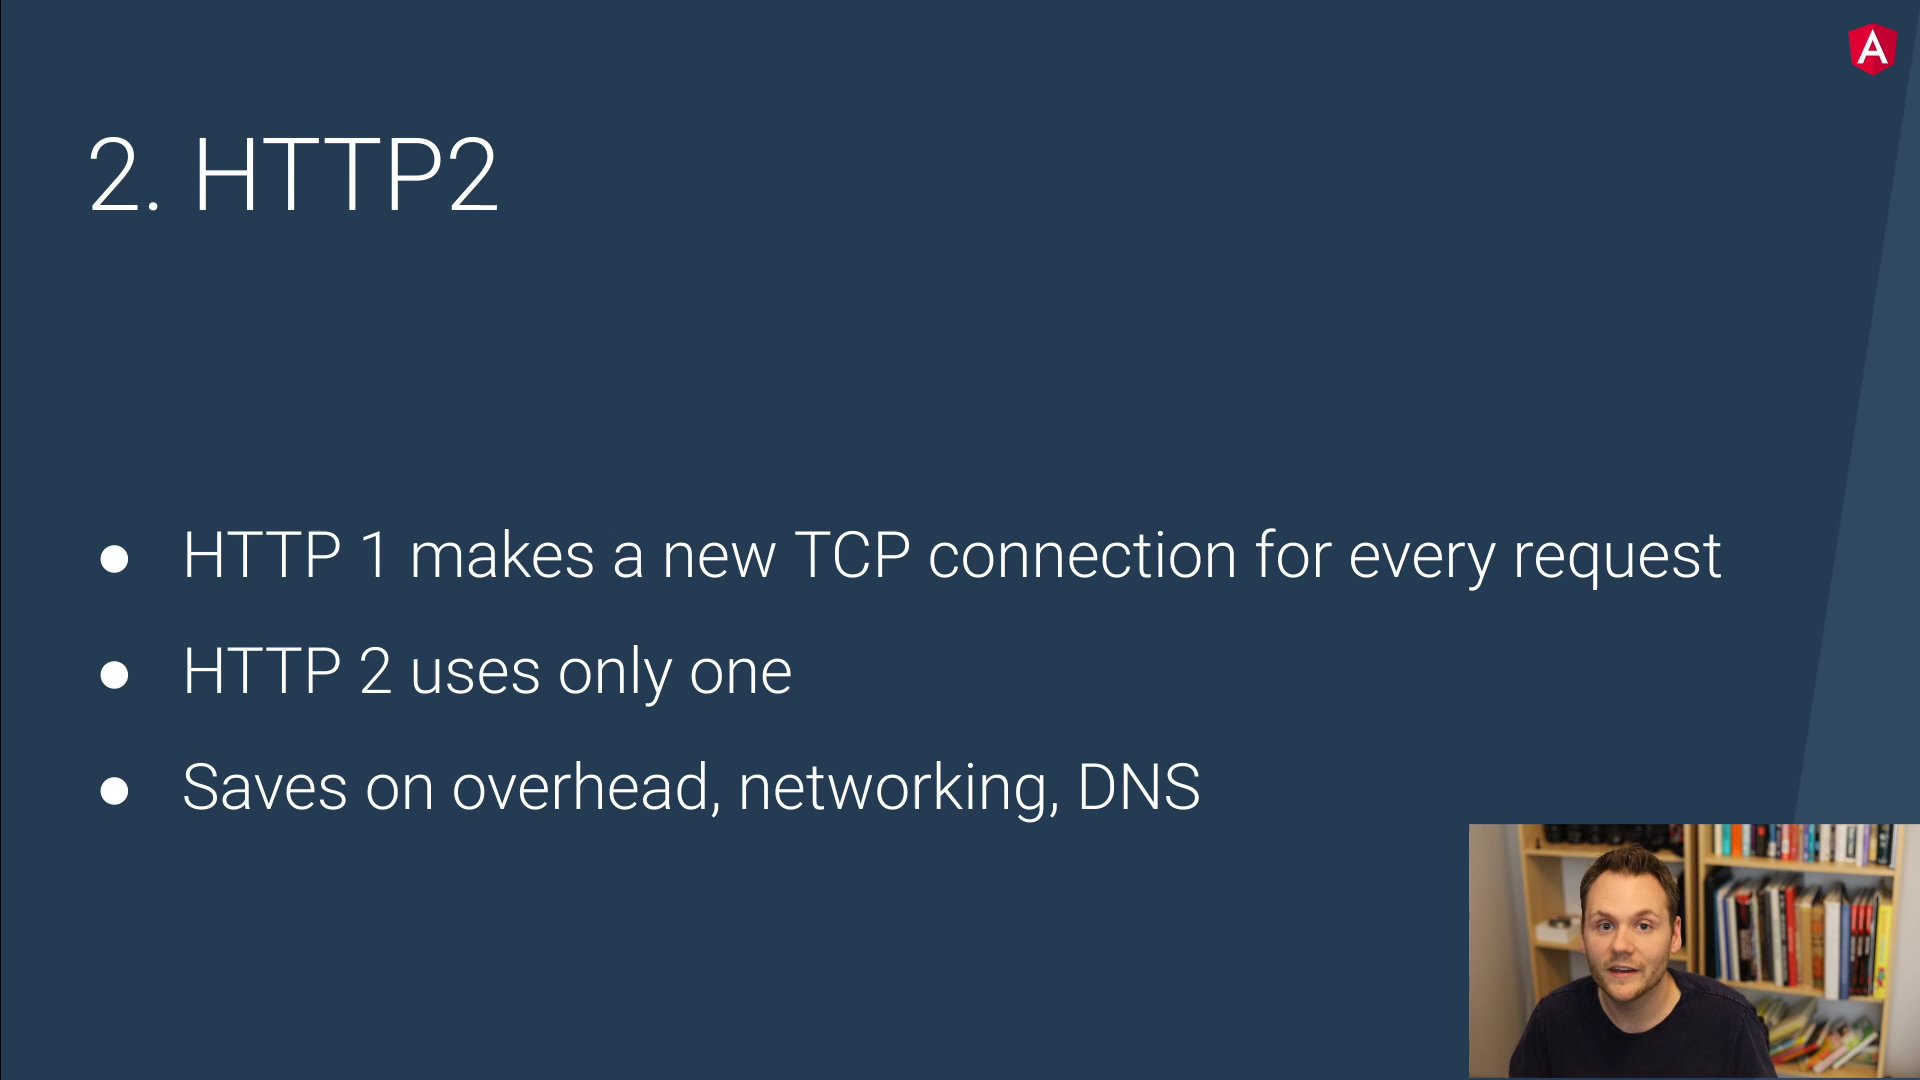 2. HTTP2
● HTTP 1 makes a new TCP connection for every request
● HTTP 2 uses only one
● Saves on overhead, networking, DNS